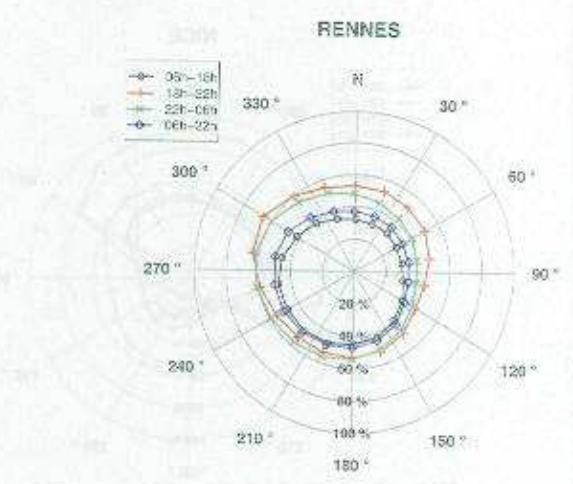 RENNES
06h-18h
18h-22h
22h-06h
06h-22h
N
330 °
30 °
300 °
60 °
270 °
90 °
20 %
40 %
60 %
80 %
100 %
240 °
120 °
210 °
150 °
180 °